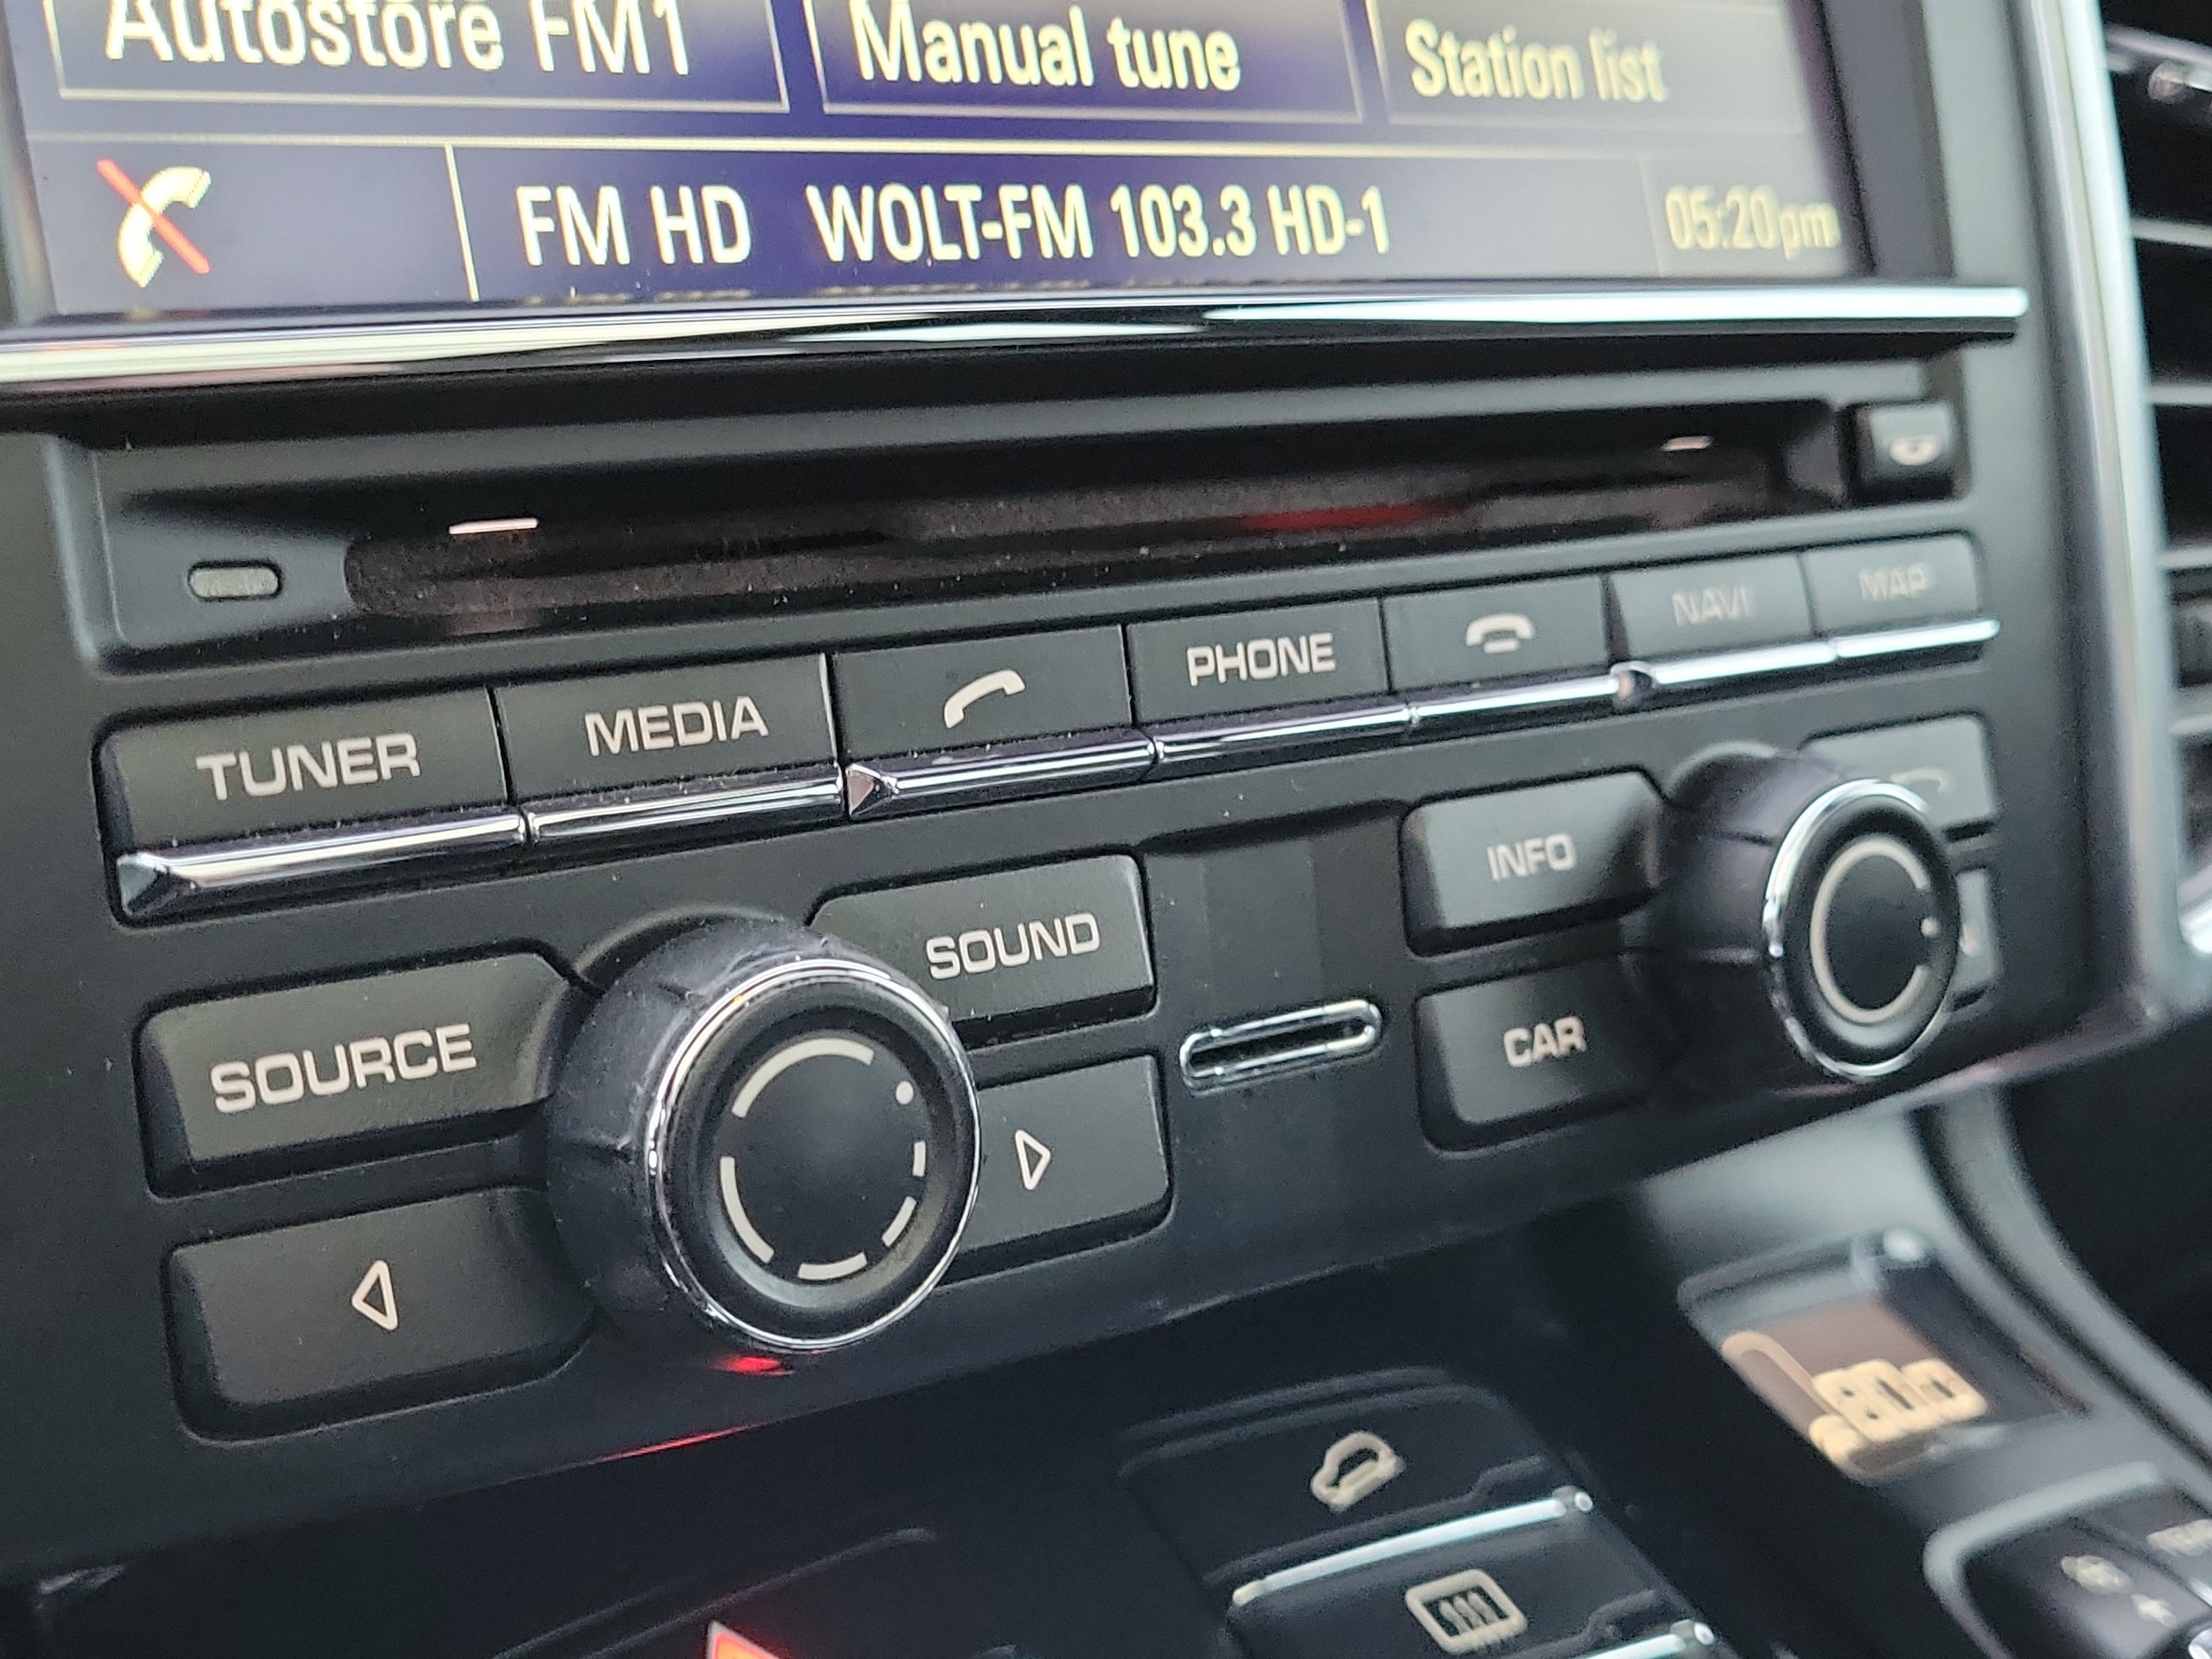 Autostore FM1 Manual tune Station list
FM HD WOLT-FM 103.3 HD-1 05:20pm
TUNER MEDIA PHONE NAVI MAP
SOURCE SOUND INFO
CAR